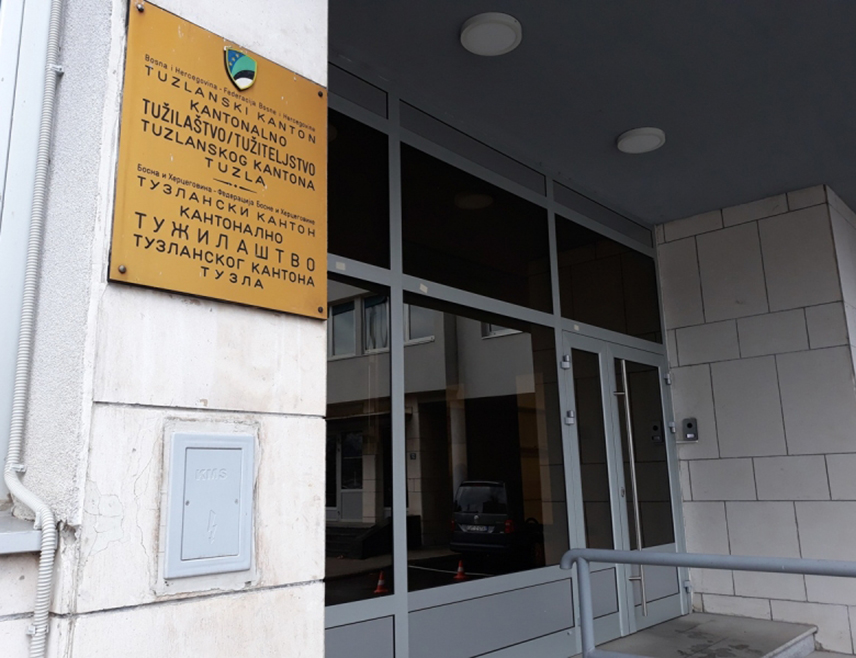 Bosna i Hercegovina - Federacija Bosne i Hercegovine
TUZLANSKI KANTON
KANTONALNO
TUŽILAŠTVO/TUŽITELJSTVO
TUZLANSKOG KANTONA
TUZLA
Босна и Херцеговина - Федерација Босне и Херцеговине
ТУЗЛАНСКИ КАНТОН
КАНТОНАЛНО
ТУЖИЛАШТВО
ТУЗЛАНСКОГ КАНТОНА
ТУЗЛА
KMS